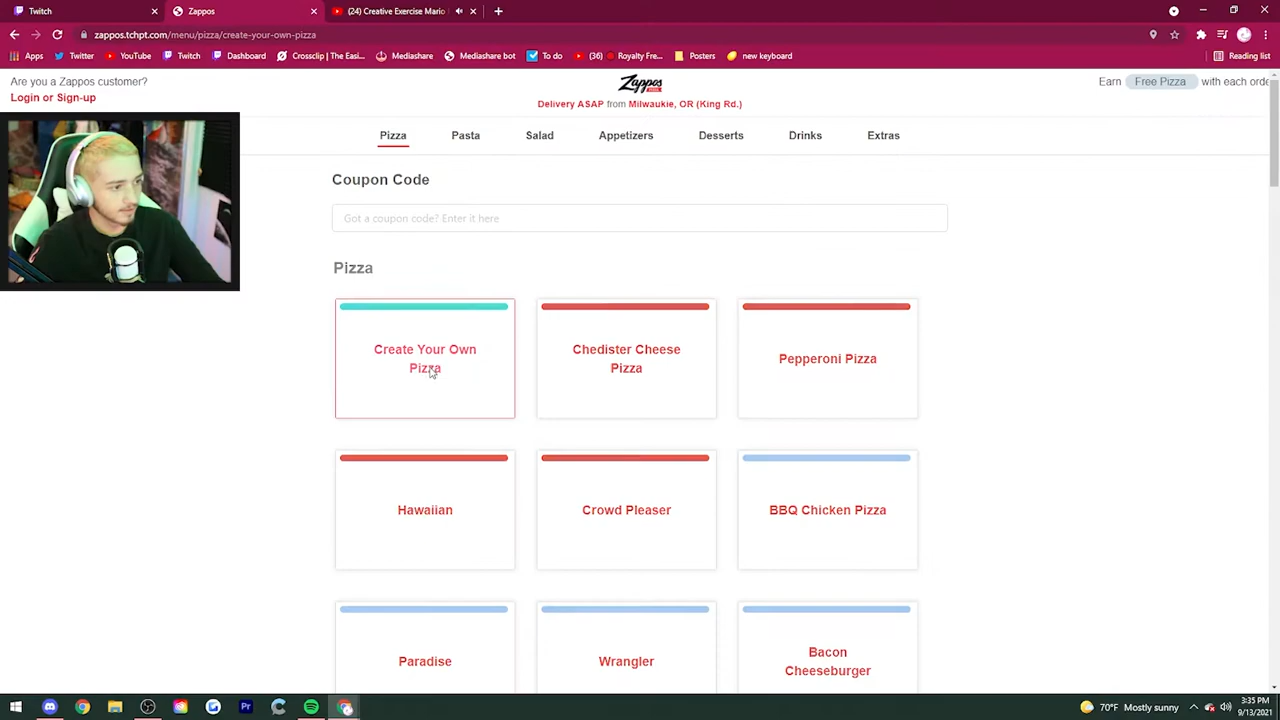 Twitch
Zappos
(24) Creative Exercise Mario
zappos.tchpt.com/menu/pizza/create-your-own-pizza
Apps
Twitter
YouTube
Twitch
Dashboard
Crossclip | The Easi...
Mediashare
Mediashare bot
To do
(36) Royalty Fre...
Posters
new keyboard
Reading list
Are you a Zappos customer?
Login or Sign-up
Zappos
Delivery ASAP from Milwaukie, OR (King Rd.)
Earn Free Pizza with each orde
Pizza
Pasta
Salad
Appetizers
Desserts
Drinks
Extras
Coupon Code
Got a coupon code? Enter it here
Pizza
Create Your Own
Pizza
Chedister Cheese
Pizza
Pepperoni Pizza
Hawaiian
Crowd Pleaser
BBQ Chicken Pizza
Paradise
Wrangler
Bacon
Cheeseburger
70°F Mostly sunny
3:35 PM
9/13/2021